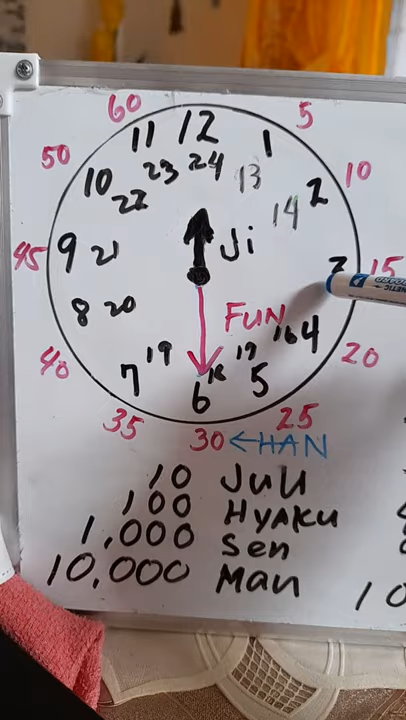 60
5
11 12 1
50
23 24 13
10
10 2
22 14
45 9 21
Ji
15
8 20
FUN
40
16 4
20
19 17
7 18 5
6
35
25
30 ← HAN
10 Juu
100 HyAKu
1,000 Sen
10,000 Man
10